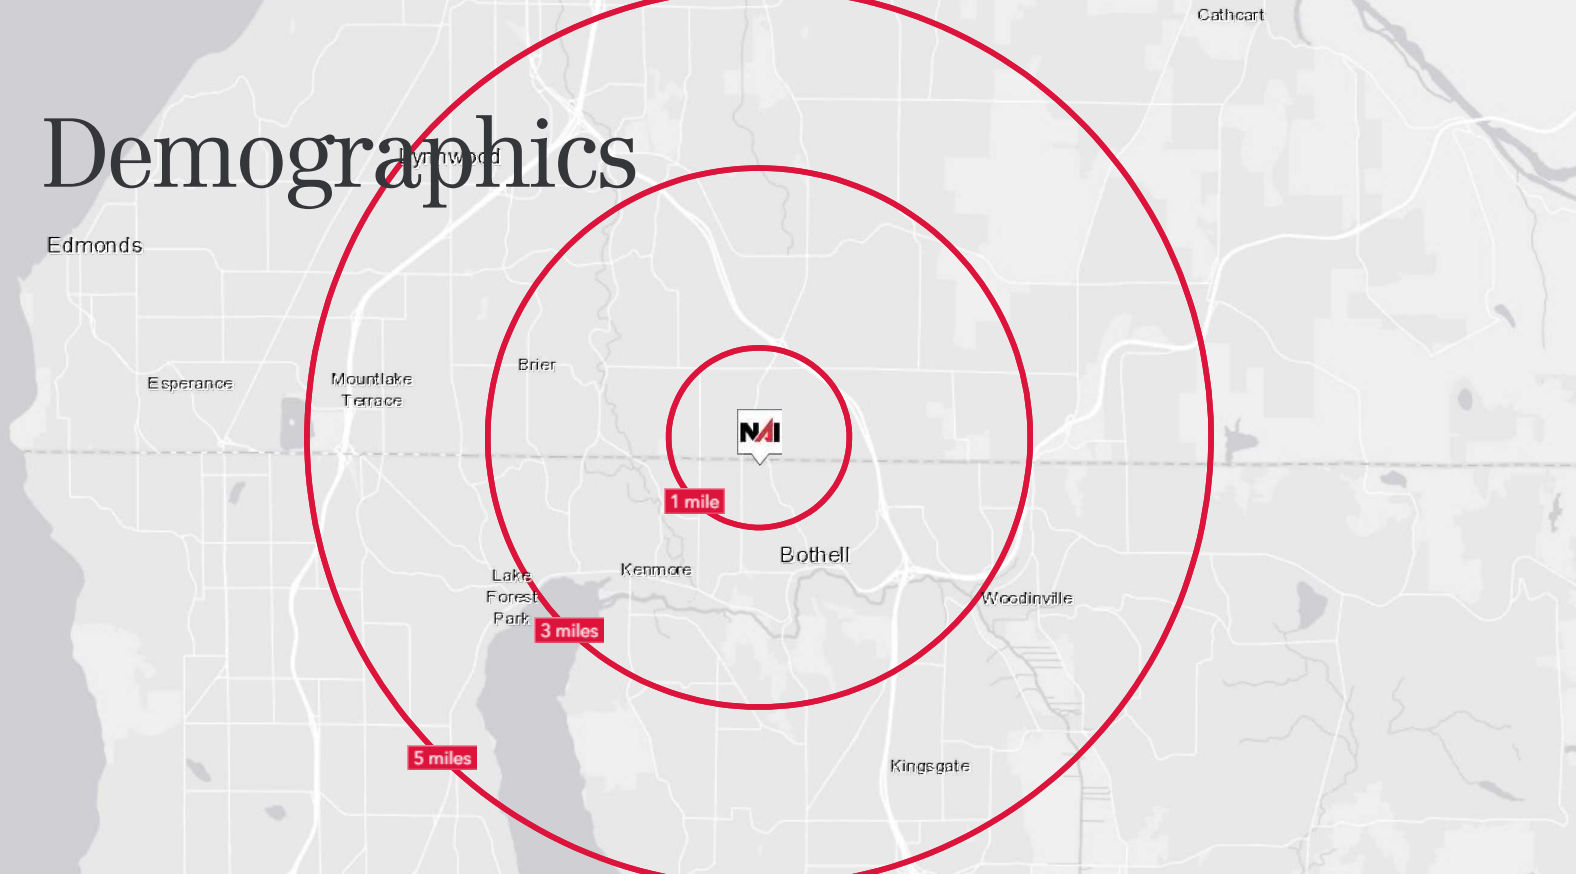 Cathcart
Demographics
Lynnwood
Edmonds
Brier
Esperance
Mountlake
Terrace
NAI
1 mile
Bothell
Kenmore
Lake
Forest
Park
Woodinville
3 miles
5 miles
Kingsgate